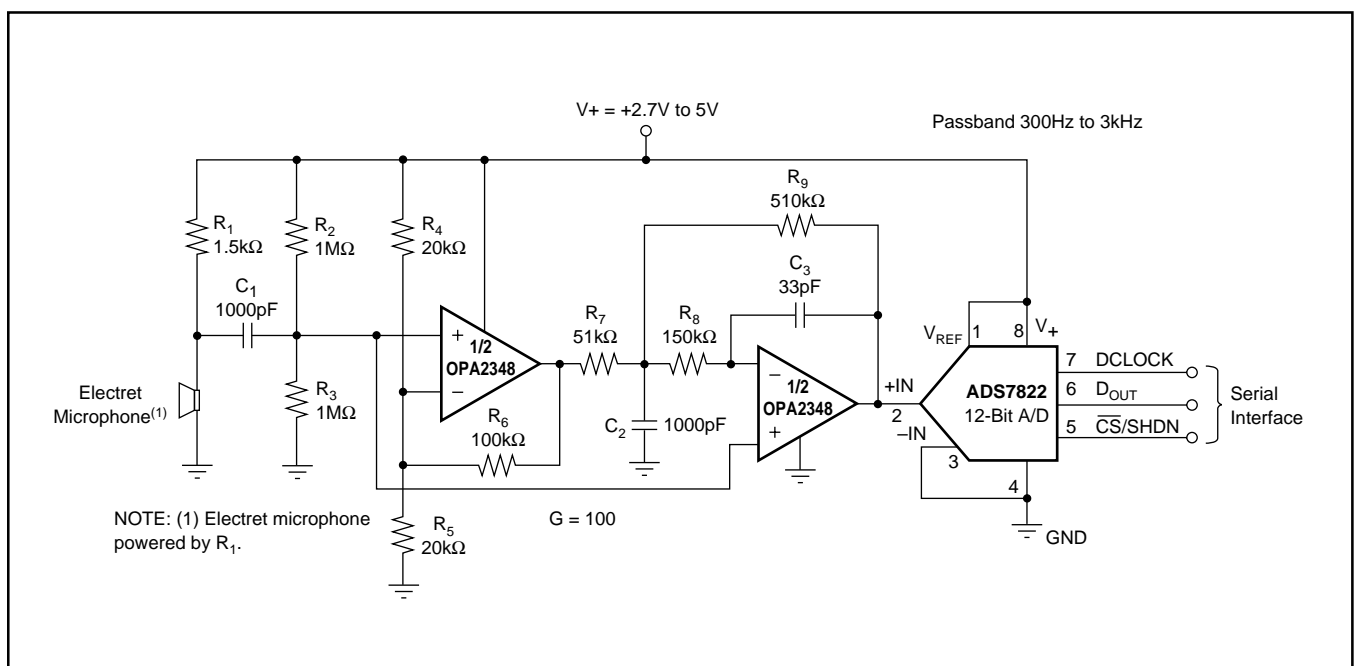 V+ = +2.7V to 5V
Passband 300Hz to 3kHz
R1
1.5kΩ
R2
1MΩ
R4
20kΩ
R9
510kΩ
C3
33pF
C1
1000pF
R7
51kΩ
R8
150kΩ
+
1/2
OPA2348
–
VREF
1
8
V+
7
DCLOCK
6
DOUT
5
CS/SHDN
ADS7822
12-Bit A/D
+IN
2
–IN
3
4
Serial
Interface
Electret
Microphone(1)
R3
1MΩ
R6
100kΩ
C2
1000pF
–
1/2
OPA2348
+
NOTE: (1) Electret microphone
powered by R1.
R5
20kΩ
G = 100
GND